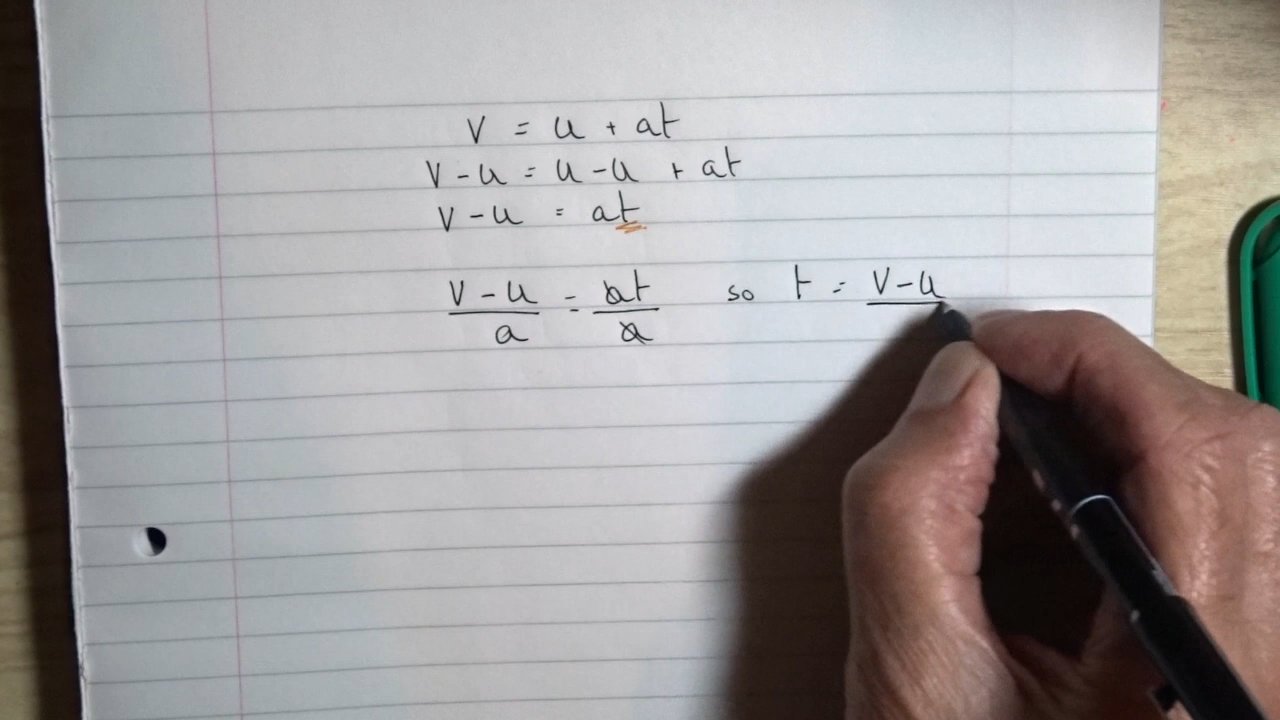 v = u + at
v - u = u - u + at
v - u = at
v - u / a = at / a so t = v - u